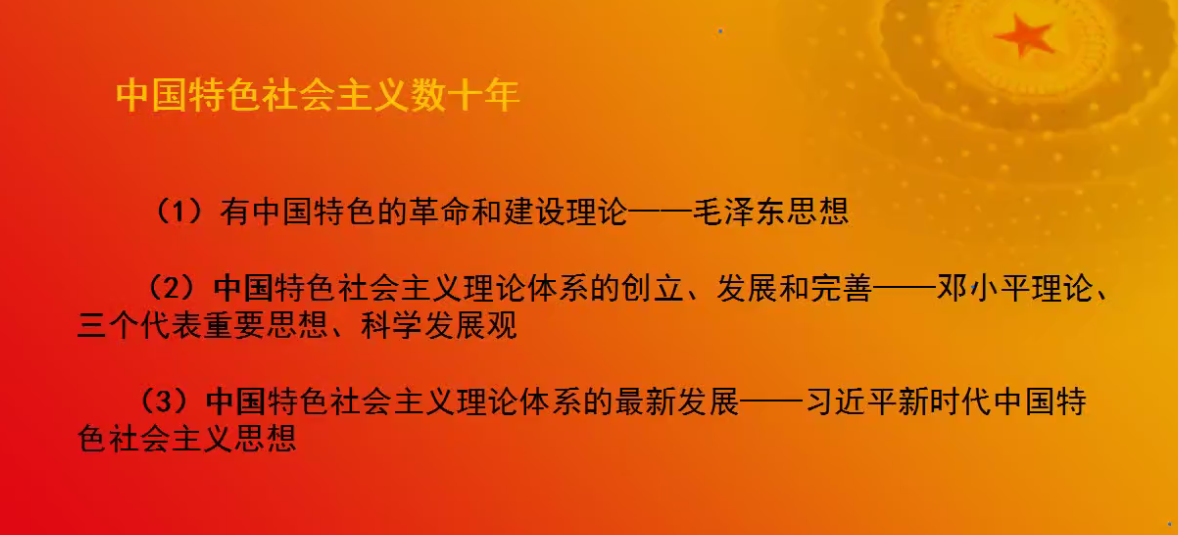 中国特色社会主义数十年
（1）有中国特色的革命和建设理论——毛泽东思想
（2）中国特色社会主义理论体系的创立、发展和完善——邓小平理论、
三个代表重要思想、科学发展观
（3）中国特色社会主义理论体系的最新发展——习近平新时代中国特
色社会主义思想